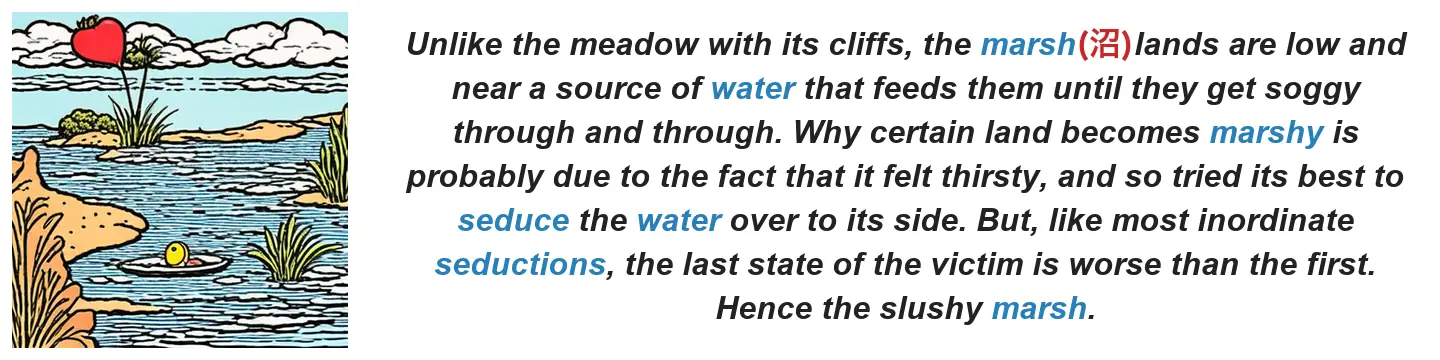 Unlike the meadow with its cliffs, the marsh(沼)lands are low and
near a source of water that feeds them until they get soggy
through and through. Why certain land becomes marshy is
probably due to the fact that it felt thirsty, and so tried its best to
seduce the water over to its side. But, like most inordinate
seductions, the last state of the victim is worse than the first.
Hence the slushy marsh.